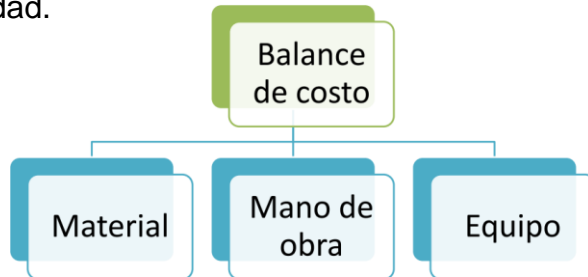 dad.
Balance
de costo
Material
Mano de
obra
Equipo